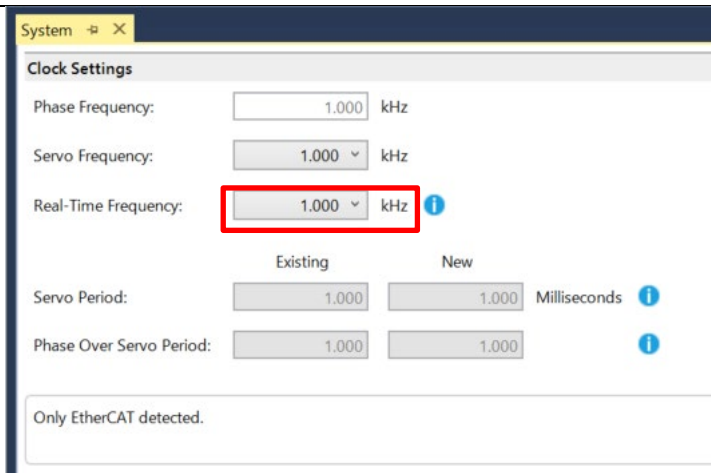 System
Clock Settings
Phase Frequency: 1.000 kHz
Servo Frequency: 1.000 kHz
Real-Time Frequency: 1.000 kHz
Existing New
Servo Period: 1.000 1.000 Milliseconds
Phase Over Servo Period: 1.000 1.000
Only EtherCAT detected.